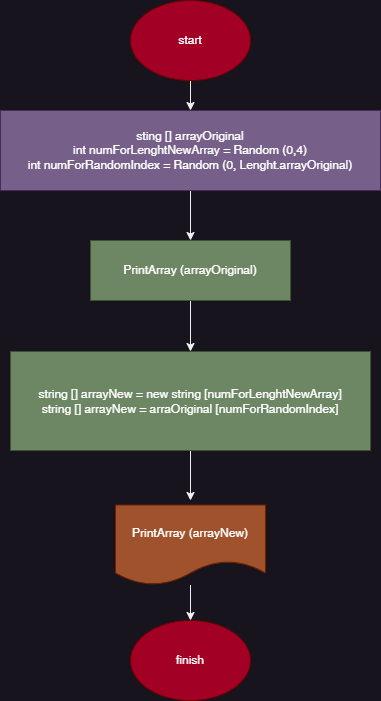 start
sting [] arrayOriginal
int numForLenghtNewArray = Random (0,4)
int numForRandomIndex = Random (0, Lenght.arrayOriginal)
PrintArray (arrayOriginal)
string [] arrayNew = new string [numForLenghtNewArray]
string [] arrayNew = arraOriginal [numForRandomIndex]
PrintArray (arrayNew)
finish